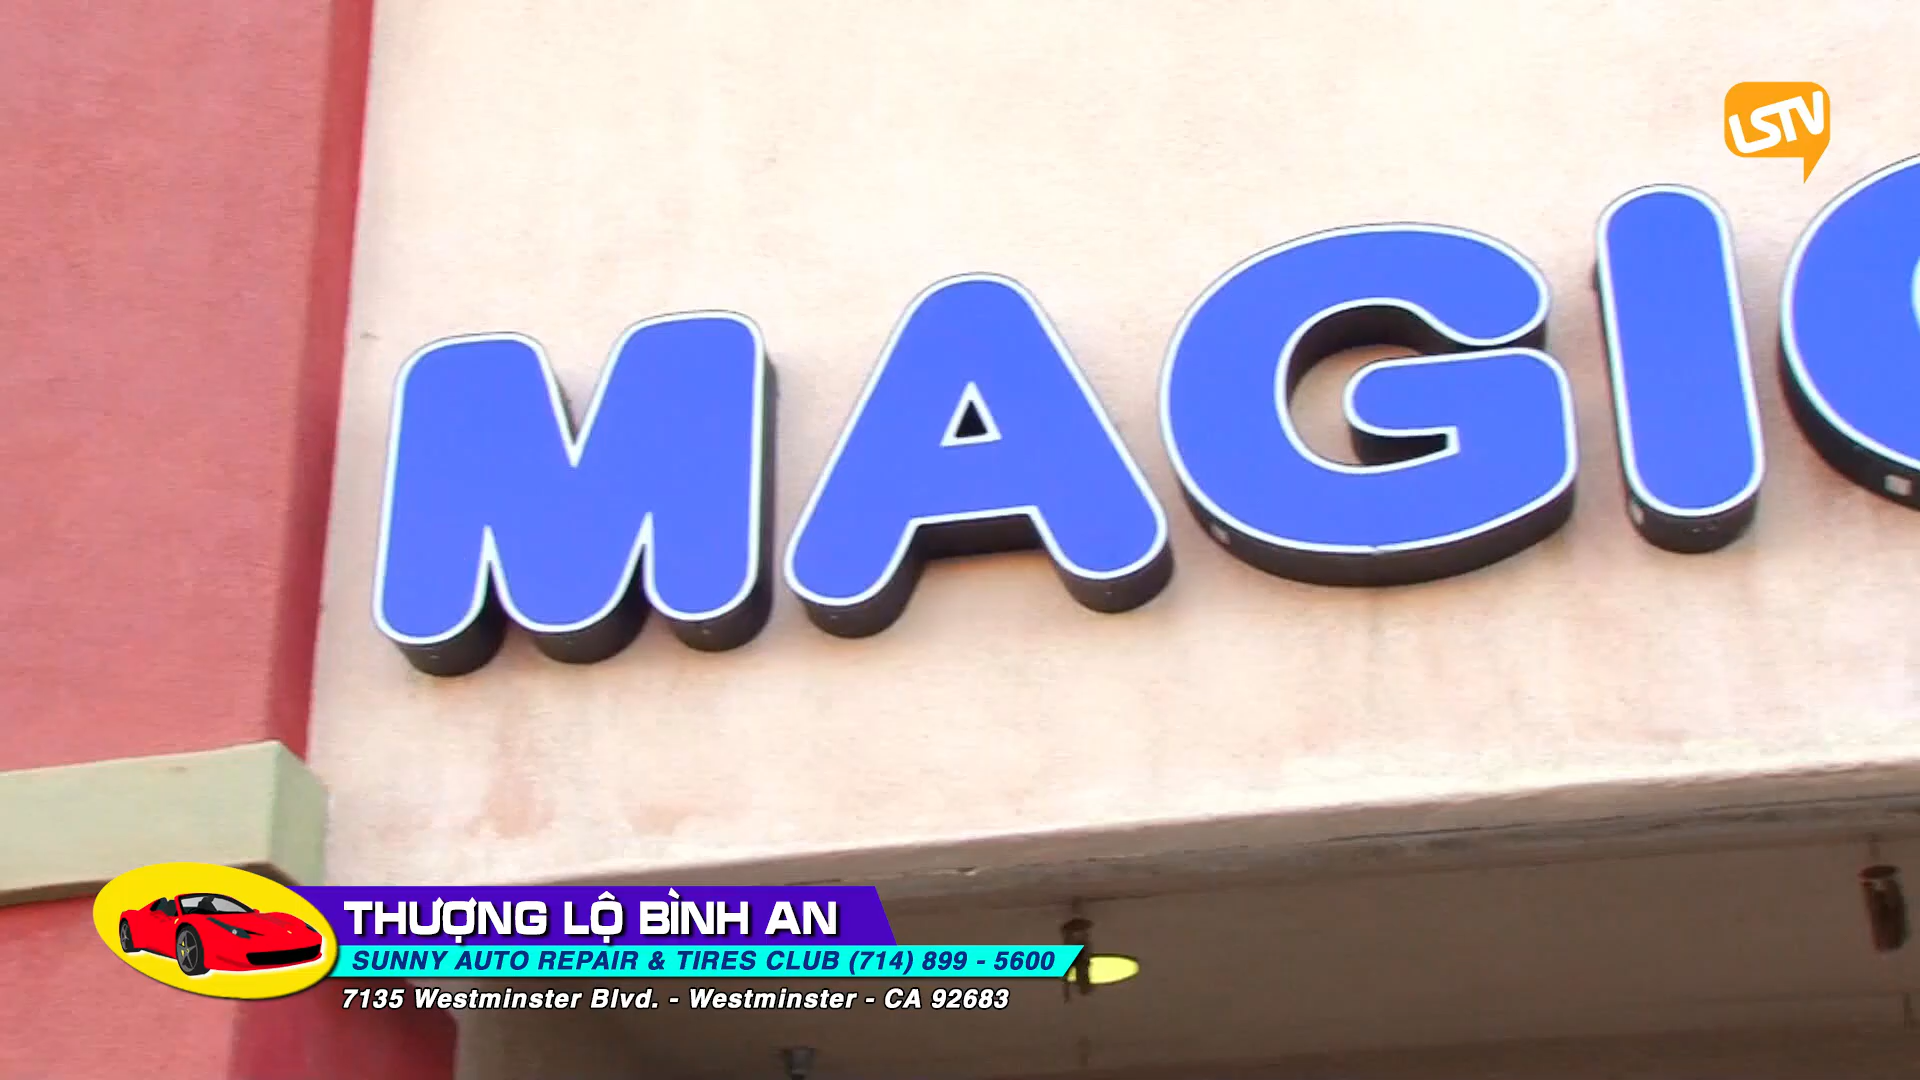 LSTV
MAGIC
THƯỢNG LỘ BÌNH AN
SUNNY AUTO REPAIR & TIRES CLUB (714) 899 - 5600
7135 Westminster Blvd. - Westminster - CA 92683